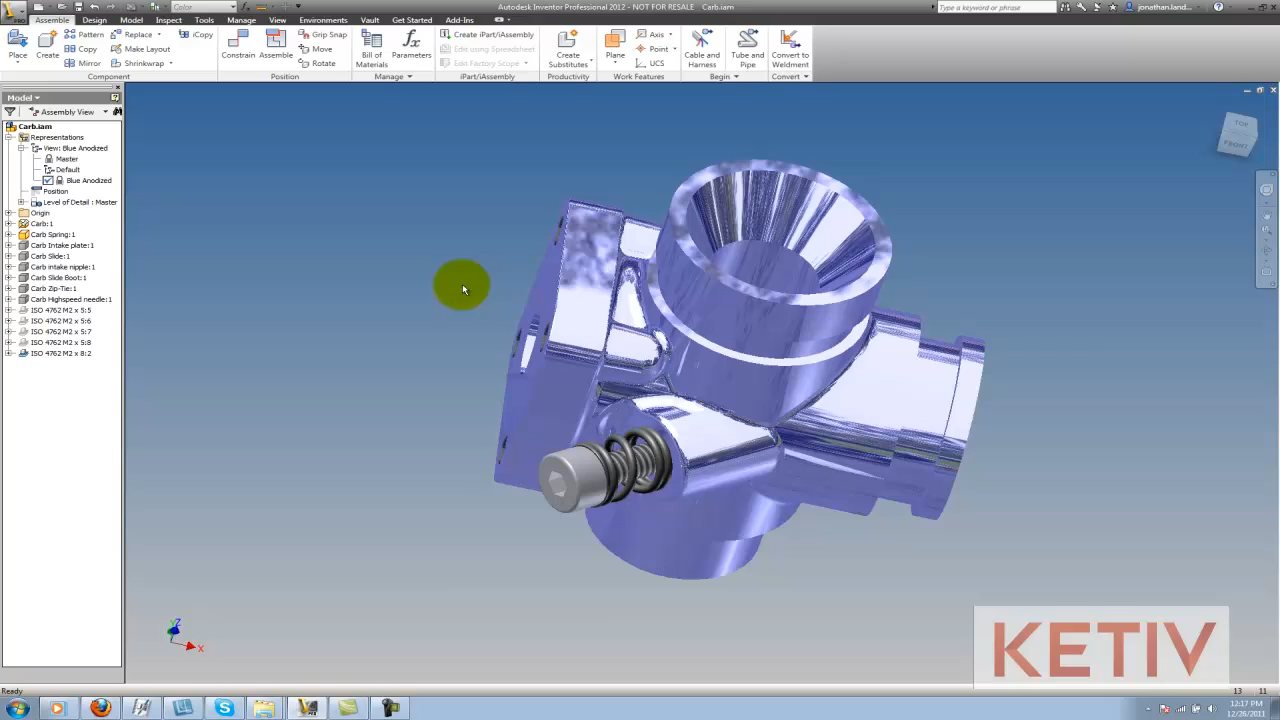 Color
Autodesk Inventor Professional 2012 - NOT FOR RESALE Carb.iam
Type a keyword or phrase
jonathan.land...
PRO
Assemble Design Model Inspect Tools Manage View Environments Vault Get Started Add-Ins
Place
Create
Pattern
Copy
Mirror
Replace
Make Layout
Shrinkwrap
iCopy
Component
Constrain
Assemble
Grip Snap
Move
Rotate
Position
Bill of
Materials
Parameters
Manage
Create iPart/iAssembly
Edit using Spreadsheet
Edit Factory Scope
iPart/iAssembly
Create
Substitutes
Productivity
Plane
Axis
Point
UCS
Work Features
Cable and
Harness
Tube and
Pipe
Begin
Convert to
Weldment
Convert
Model
Assembly View
Carb.iam
Representations
View: Blue Anodized
Master
Default
Blue Anodized
Position
Level of Detail : Master
Origin
Carb:1
Carb Spring:1
Carb Intake plate:1
Carb Slide:1
Carb intake nipple:1
Carb Slide Boot:1
Carb Zip-Tie:1
Carb Highspeed needle:1
ISO 4762 M2 x 5:5
ISO 4762 M2 x 5:6
ISO 4762 M2 x 5:7
ISO 4762 M2 x 5:8
ISO 4762 M2 x 8:2
TOP
FRONT
Z
Y
X
KETIV
Ready
13 11
12:17 PM
12/26/2011